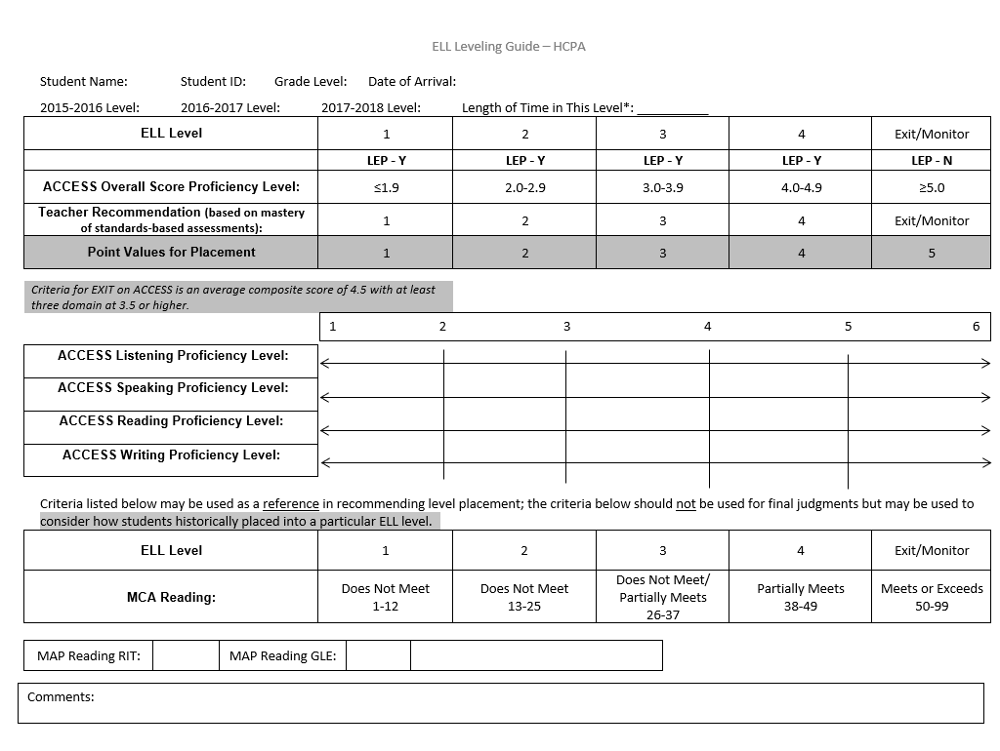 ELL Leveling Guide – HCPA
Student Name: Student ID: Grade Level: Date of Arrival:
2015-2016 Level: 2016-2017 Level: 2017-2018 Level: Length of Time in This Level*: __________
ELL Level 1 2 3 4 Exit/Monitor
LEP - Y LEP - Y LEP - Y LEP - Y LEP - N
ACCESS Overall Score Proficiency Level: ≤1.9 2.0-2.9 3.0-3.9 4.0-4.9 ≥5.0
Teacher Recommendation (based on mastery
of standards-based assessments): 1 2 3 4 Exit/Monitor
Point Values for Placement 1 2 3 4 5
Criteria for EXIT on ACCESS is an average composite score of 4.5 with at least
three domain at 3.5 or higher.
1 2 3 4 5 6
ACCESS Listening Proficiency Level:
ACCESS Speaking Proficiency Level:
ACCESS Reading Proficiency Level:
ACCESS Writing Proficiency Level:
Criteria listed below may be used as a reference in recommending level placement; the criteria below should not be used for final judgments but may be used to
consider how students historically placed into a particular ELL level.
ELL Level 1 2 3 4 Exit/Monitor
MCA Reading:
Does Not Meet
1-12
Does Not Meet
13-25
Does Not Meet/
Partially Meets
26-37
Partially Meets
38-49
Meets or Exceeds
50-99
MAP Reading RIT: MAP Reading GLE:
Comments: